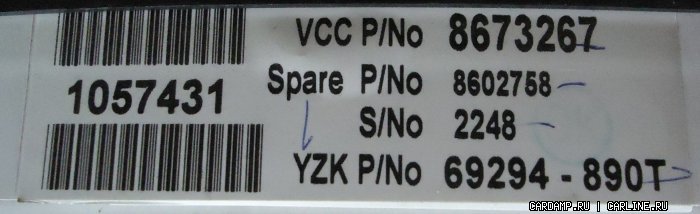 VCC P/No 8673267
1057431
Spare P/No 8602758
S/No 2248
YZK P/No 69294 - 890T
CARDAMP.RU | CARLINE.RU